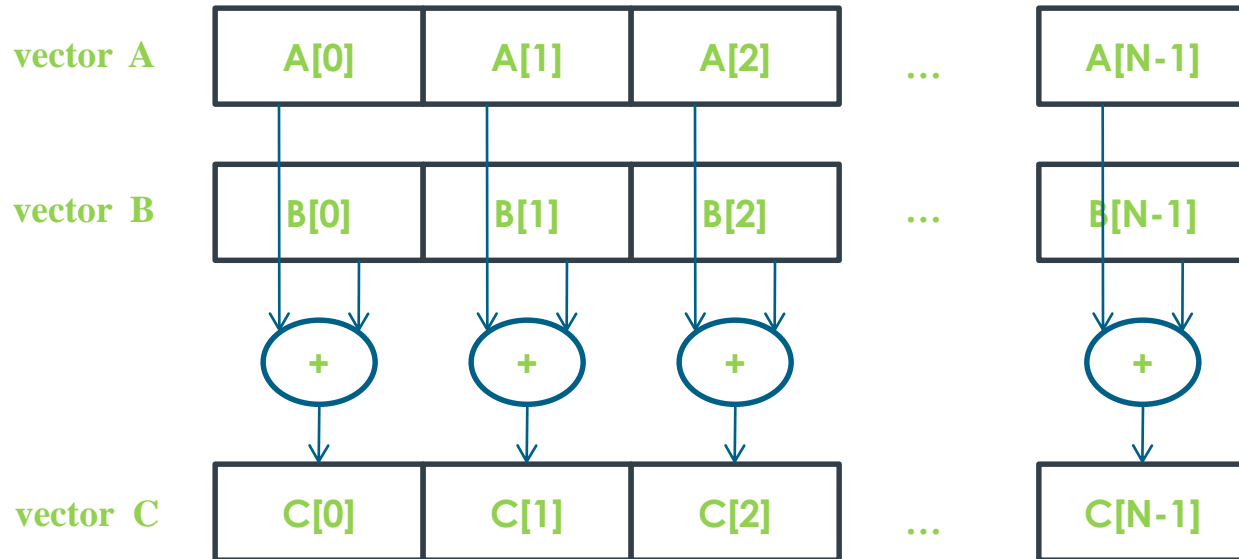 vector A A[0] A[1] A[2] ... A[N-1]
vector B B[0] B[1] B[2] ... B[N-1]
+ + + +
vector C C[0] C[1] C[2] ... C[N-1]